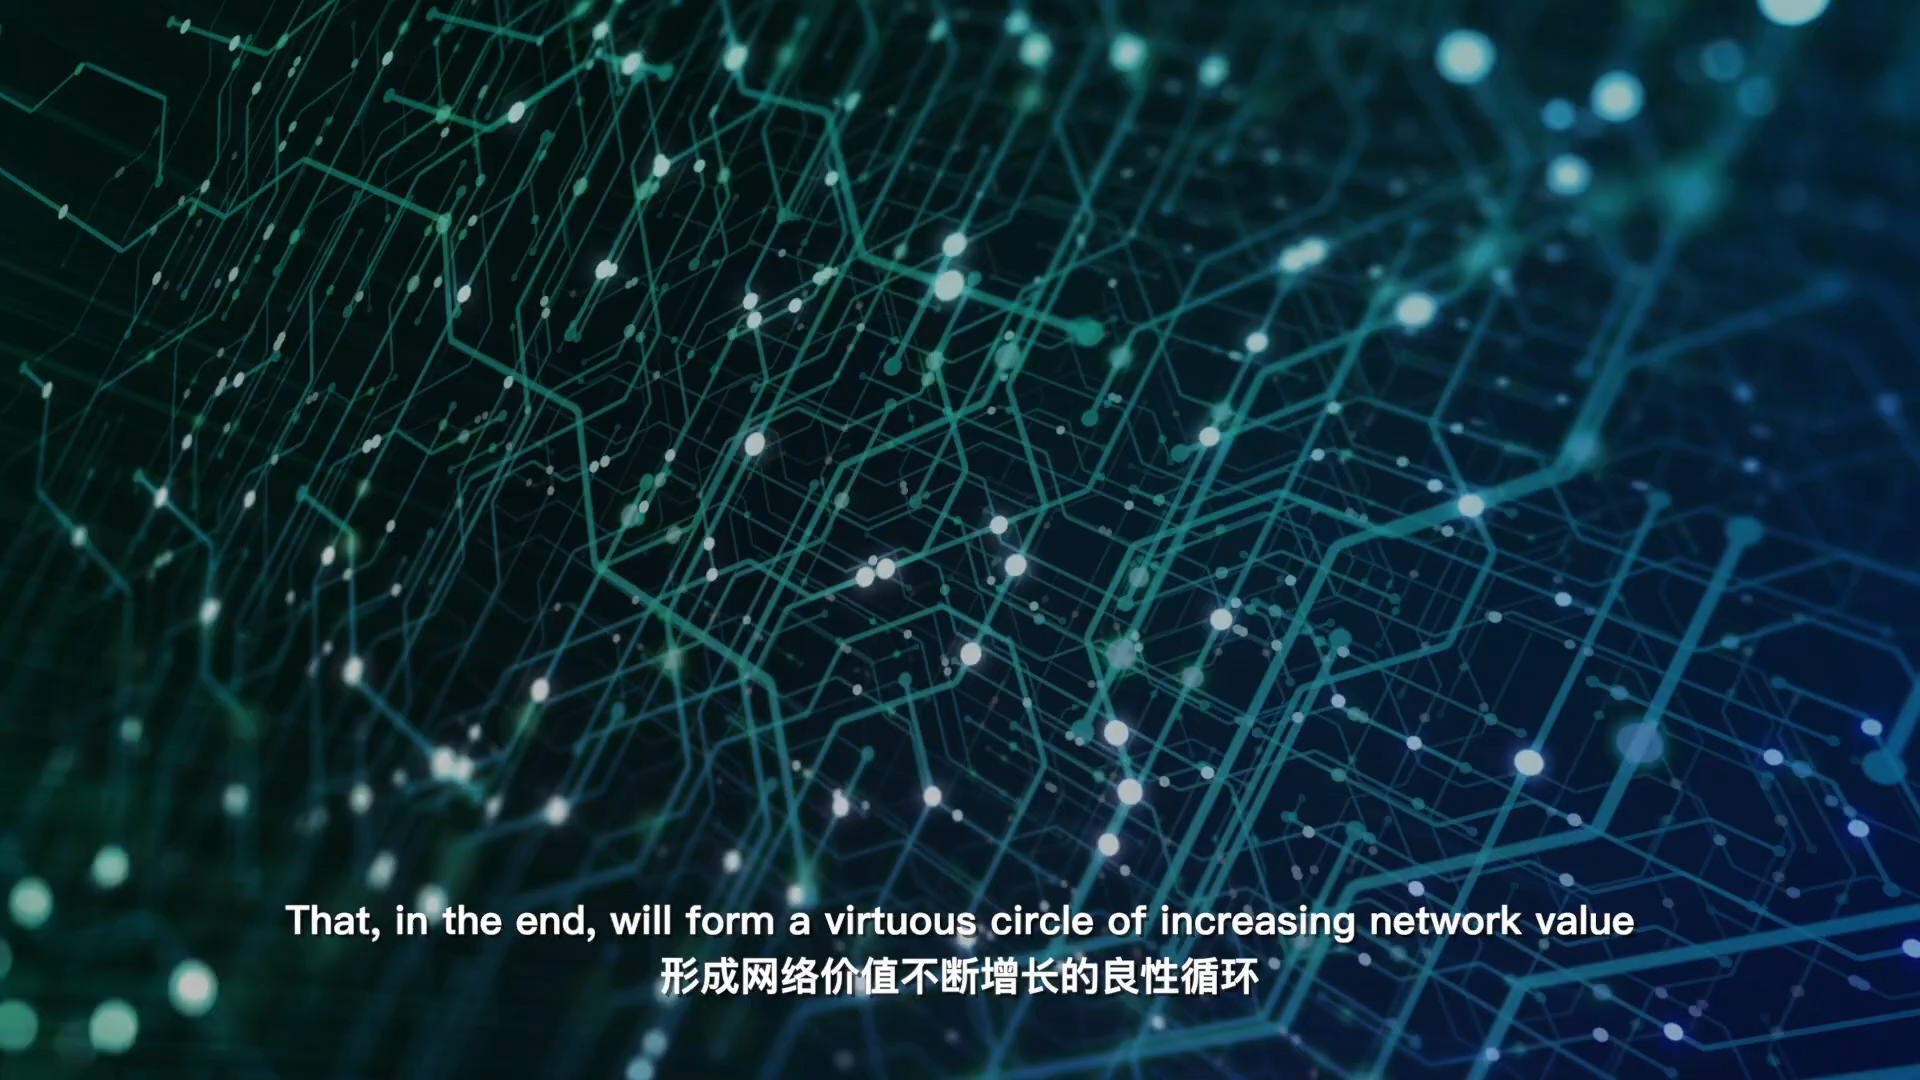 That, in the end, will form a virtuous circle of increasing network value
形成网络价值不断增长的良性循环